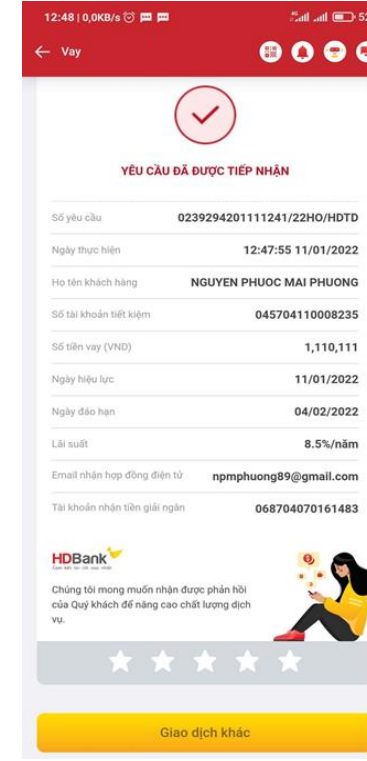 12:48 | 0,0KB/s
4G 52
Vay
YÊU CẦU ĐÃ ĐƯỢC TIẾP NHẬN
Số yêu cầu 0239294201111241/22HO/HDTD
Ngày thực hiện 12:47:55 11/01/2022
Họ tên khách hàng NGUYEN PHUOC MAI PHUONG
Số tài khoản tiết kiệm 045704110008235
Số tiền vay (VND) 1,110,111
Ngày hiệu lực 11/01/2022
Ngày đáo hạn 04/02/2022
Lãi suất 8.5%/năm
Email nhận hợp đồng điện tử npmphuong89@gmail.com
Tài khoản nhận tiền giải ngân 068704070161483
HDBank
Chúng tôi mong muốn nhận được phản hồi
của Quý khách để nâng cao chất lượng dịch
vụ.
Giao dịch khác